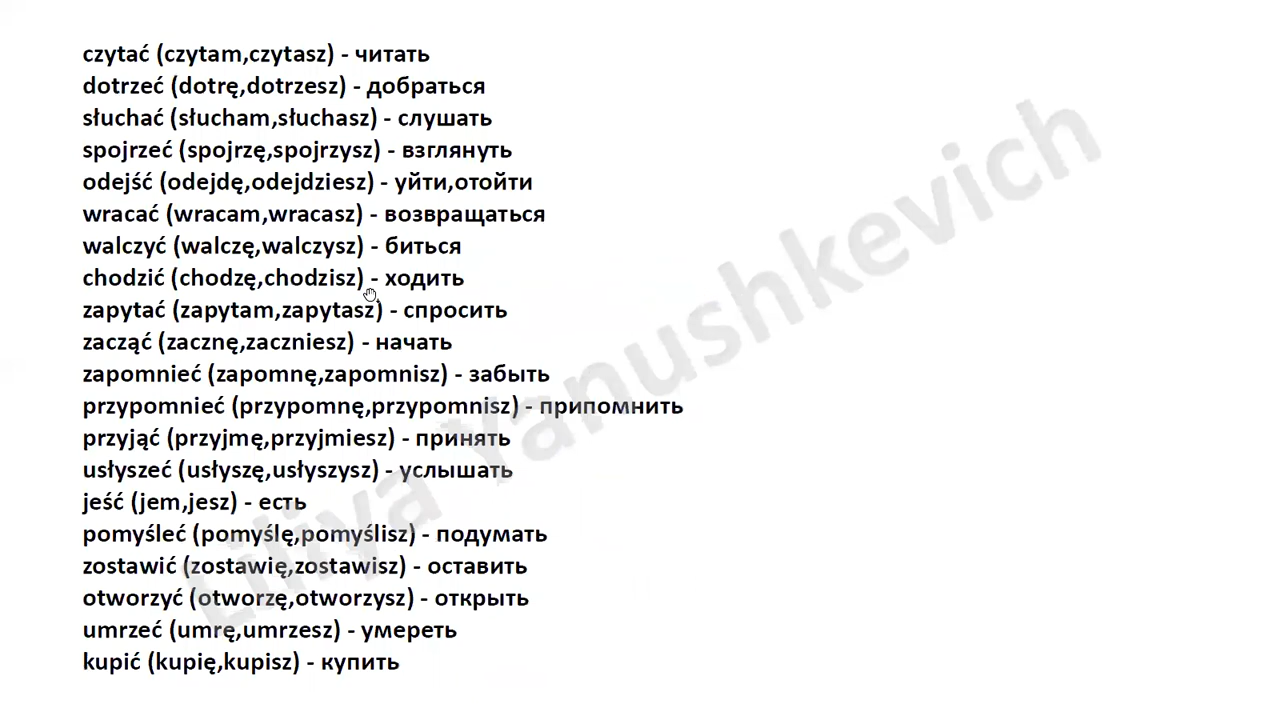 czytać (czytam,czytasz) - читать
dotrzeć (dotrę,dotrzesz) - добраться
słuchać (słucham,słuchasz) - слушать
spojrzeć (spojrzę,spojrzysz) - взглянуть
odejść (odejdę,odejdziesz) - уйти,отойти
wracać (wracam,wracasz) - возвращаться
walczyć (walczę,walczysz) - биться
chodzić (chodzę,chodzisz) - ходить
zapytać (zapytam,zapytasz) - спросить
zacząć (zacznę,zaczniesz) - начать
zapomnieć (zapomnę,zapomnisz) - забыть
przypomnieć (przypomnę,przypomnisz) - припомнить
przyjąć (przyjmę,przyjmiesz) - принять
usłyszeć (usłyszę,usłyszysz) - услышать
jeść (jem,jesz) - есть
pomyśleć (pomyślę,pomyślisz) - подумать
zostawić (zostawię,zostawisz) - оставить
otworzyć (otworzę,otworzysz) - открыть
umrzeć (umrę,umrzesz) - умереть
kupić (kupię,kupisz) - купить
Liliya Yanushkevich